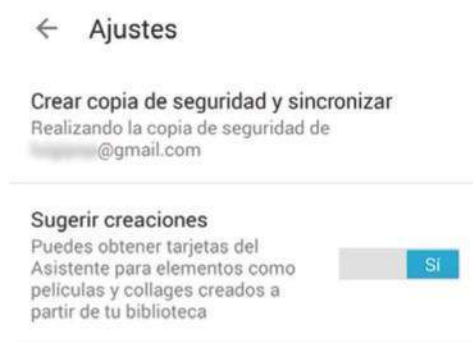 Ajustes
Crear copia de seguridad y sincronizar
Realizando la copia de seguridad de
@gmail.com
Sugerir creaciones
Puedes obtener tarjetas del
Asistente para elementos como
películas y collages creados a
partir de tu biblioteca
Sí